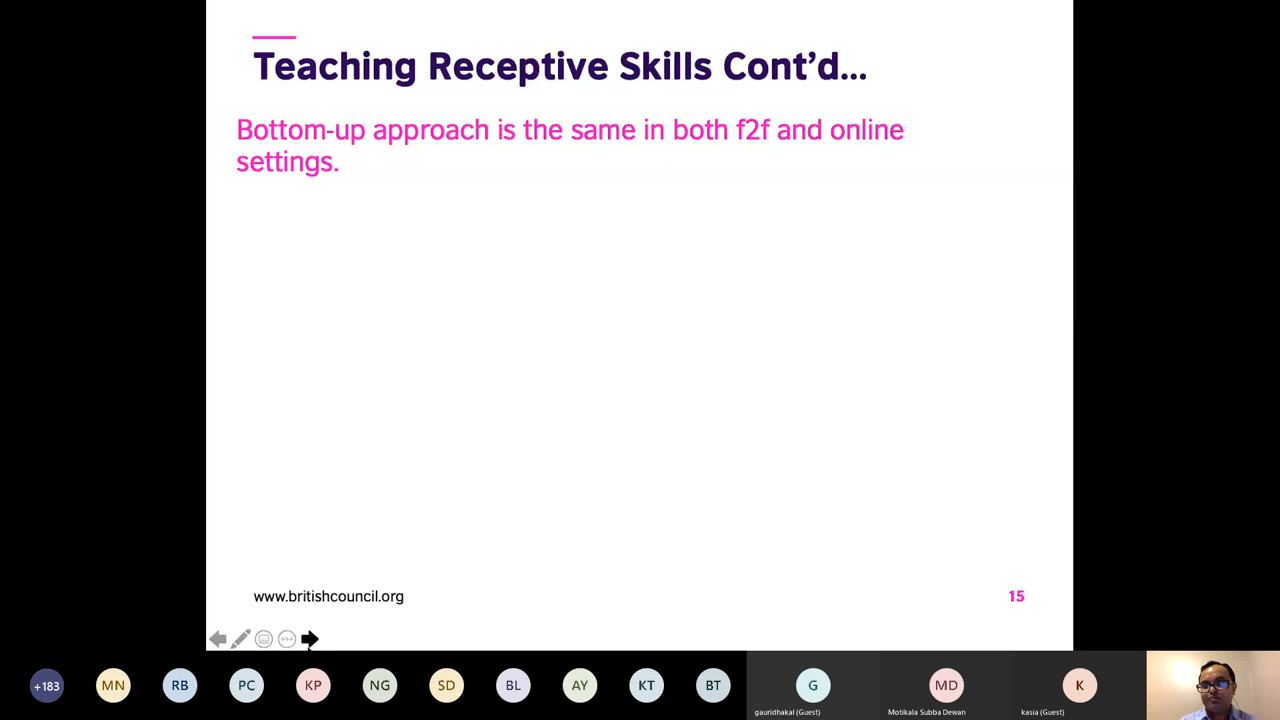 Teaching Receptive Skills Cont’d...
Bottom-up approach is the same in both f2f and online
settings.
www.britishcouncil.org
15
+183
MN
RB
PC
KP
NG
SD
BL
AY
KT
BT
G
MD
K
gauridhakal (Guest)
Motikala Subba Dewan
kasia (Guest)